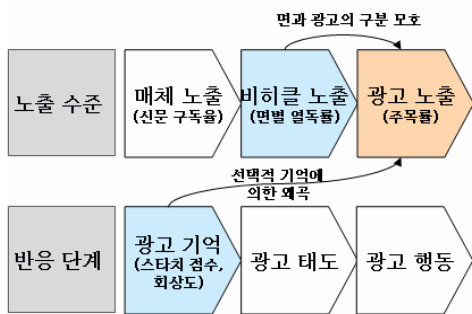 면과 광고의 구분 모호
노출 수준
매체 노출
(신문 구독율)
비히클 노출
(면별 열독률)
광고 노출
(주목률)
선택적 기억에
의한 왜곡
반응 단계
광고 기억
(스타치 점수,
회상도)
광고 태도
광고 행동